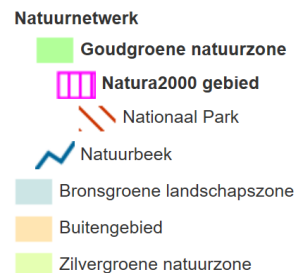 Natuurnetwerk
Goudgroene natuurzone
Natura2000 gebied
Nationaal Park
Natuurbeek
Bronsgroene landschapszone
Buitengebied
Zilvergroene natuurzone